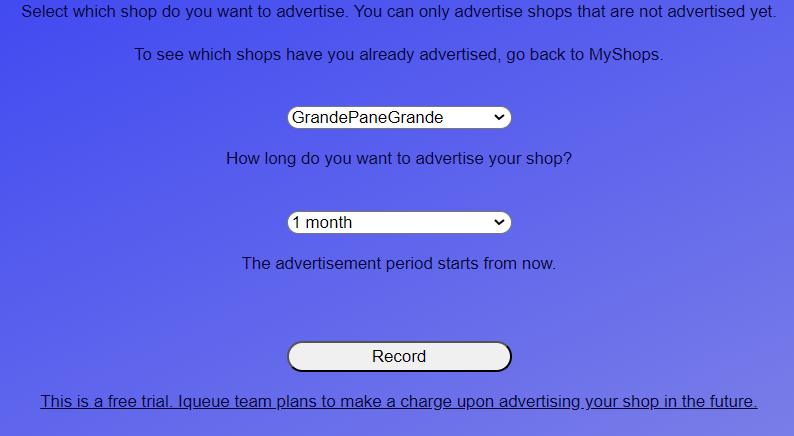 Select which shop do you want to advertise. You can only advertise shops that are not advertised yet.
To see which shops have you already advertised, go back to MyShops.
GrandePaneGrande
How long do you want to advertise your shop?
1 month
The advertisement period starts from now.
Record
This is a free trial. Iqueue team plans to make a charge upon advertising your shop in the future.